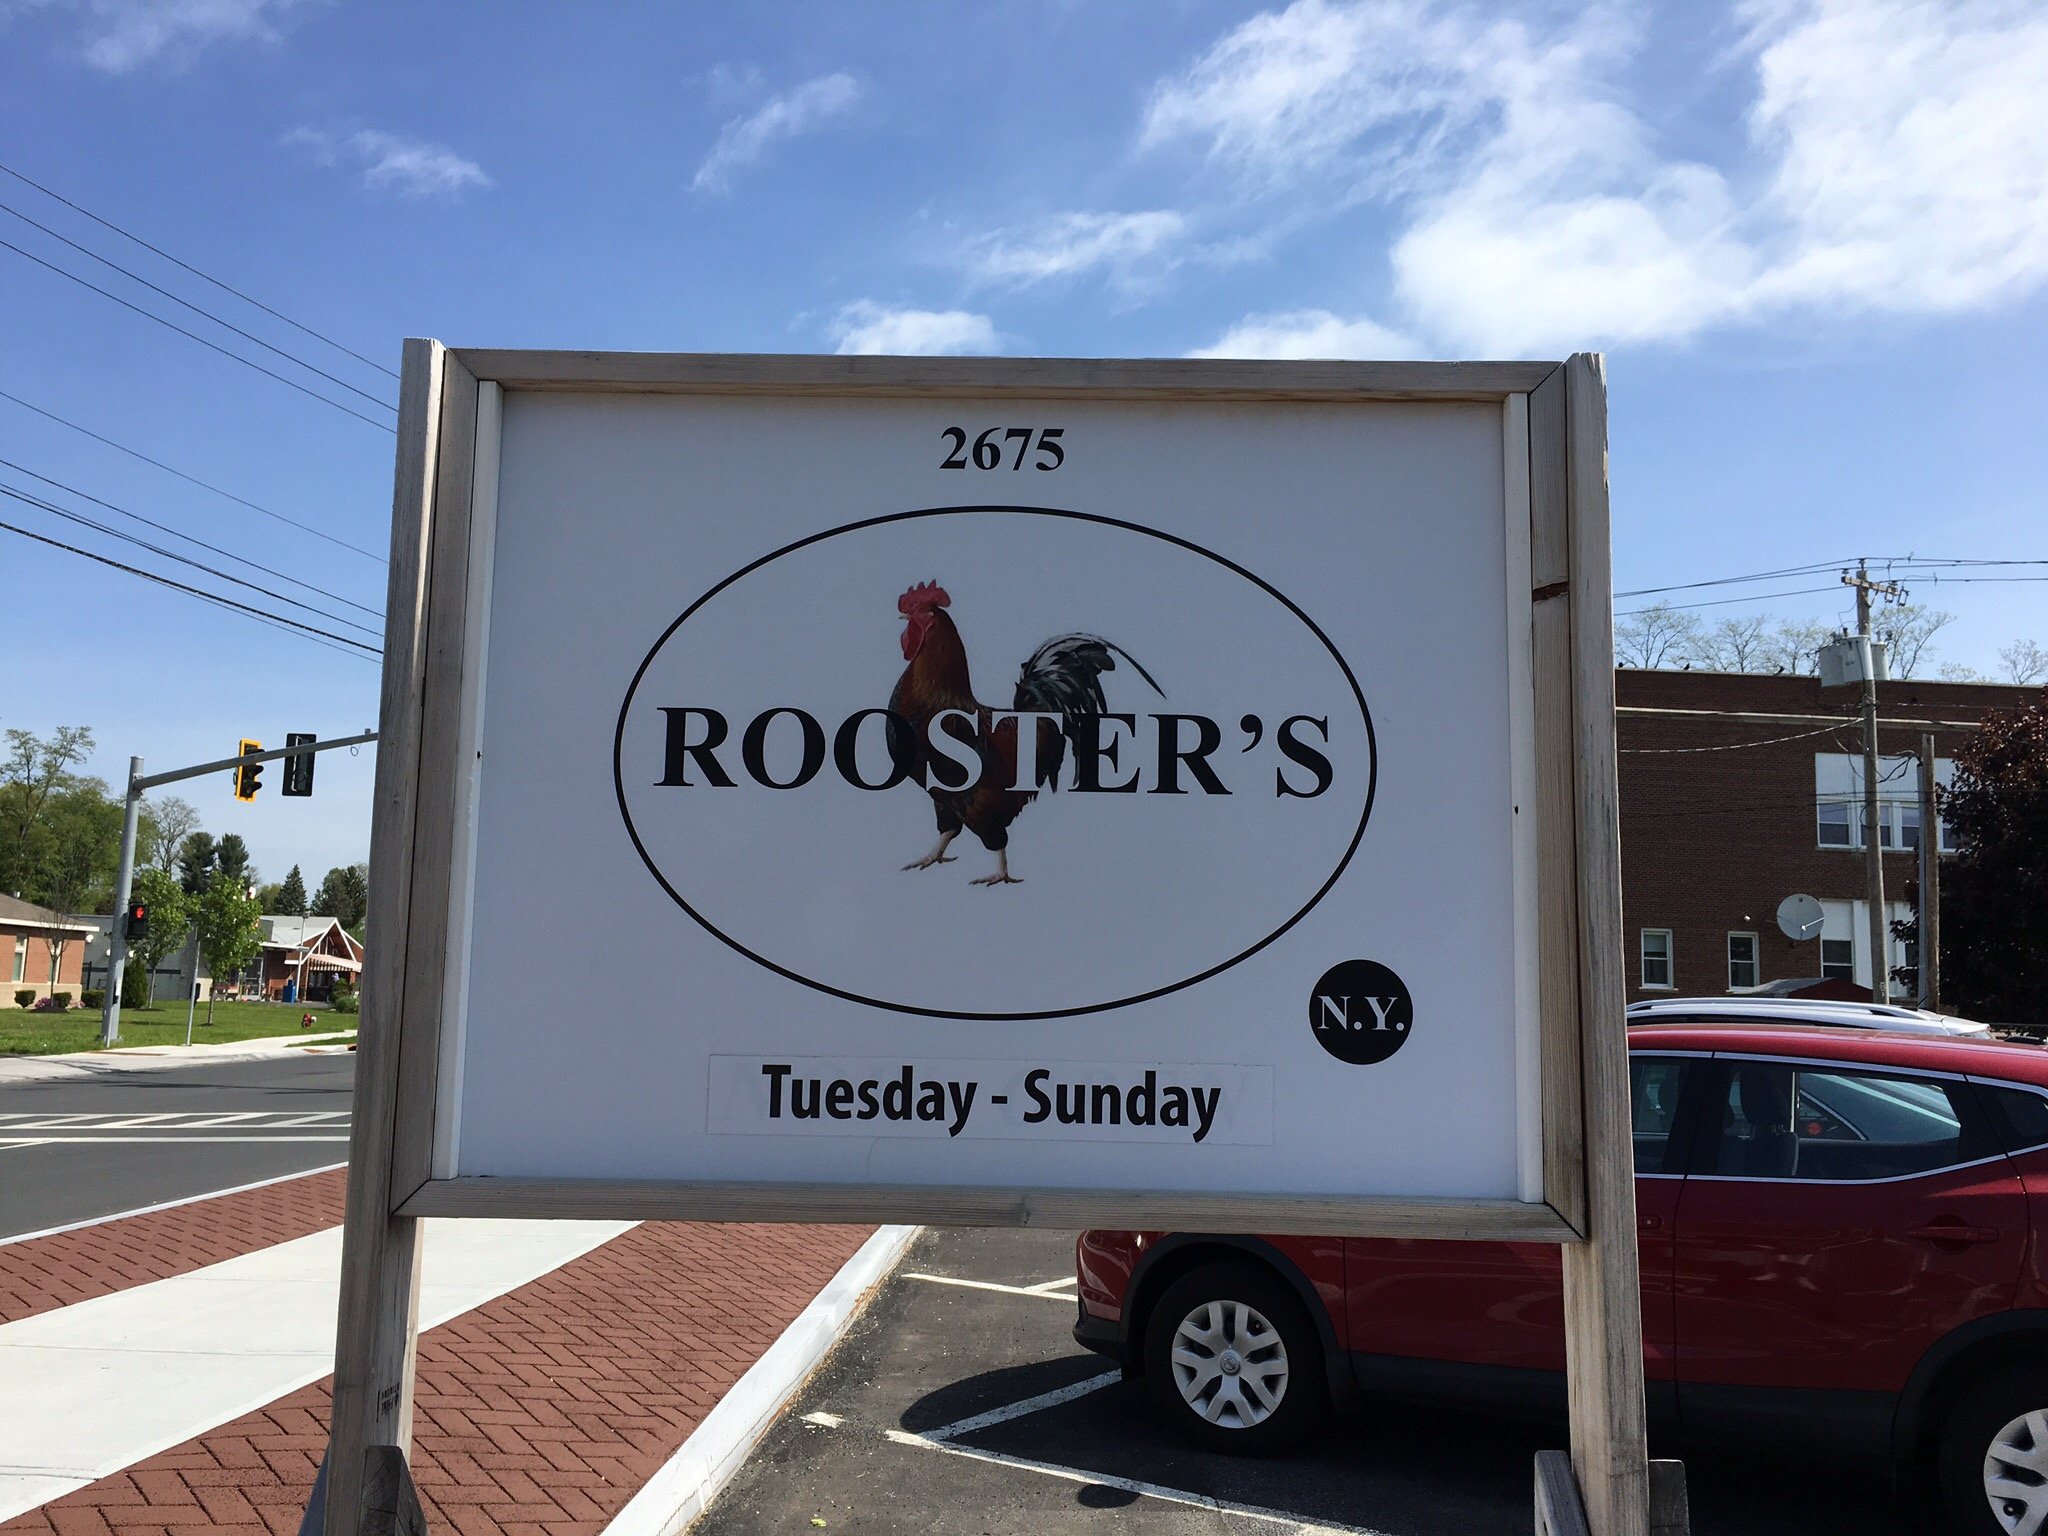 2675
ROOSTER'S
N.Y.
Tuesday - Sunday